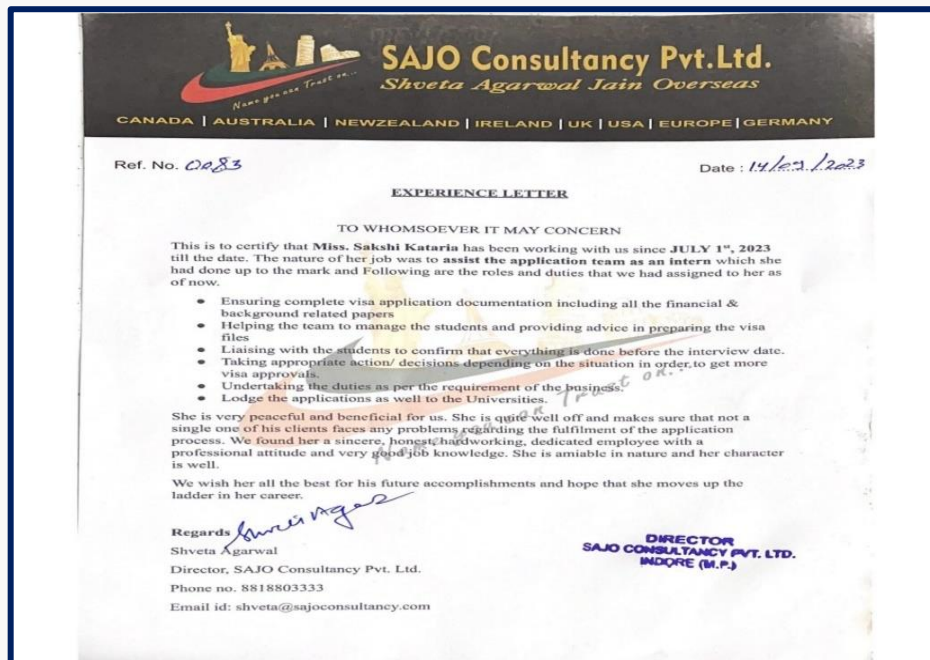 SAJO Consultancy Pvt.Ltd.
Shveta Agarwal Jain Overseas
Name you can Trust on...
CANADA | AUSTRALIA | NEWZEALAND | IRELAND | UK | USA | EUROPE | GERMANY
Ref. No. 0083
Date : 14/09/2023
EXPERIENCE LETTER
TO WHOMSOEVER IT MAY CONCERN
This is to certify that Miss. Sakshi Kataria has been working with us since JULY 1st, 2023
till the date. The nature of her job was to assist the application team as an intern which she
had done up to the mark and Following are the roles and duties that we had assigned to her as
of now.
• Ensuring complete visa application documentation including all the financial &
background related papers
• Helping the team to manage the students and providing advice in preparing the visa
files
• Liaising with the students to confirm that everything is done before the interview date.
• Taking appropriate action/ decisions depending on the situation in order to get more
visa approvals.
• Undertaking the duties as per the requirement of the business.
• Lodge the applications as well to the Universities.
Name you can Trust on...
She is very peaceful and beneficial for us. She is quite well off and makes sure that not a
single one of his clients faces any problems regarding the fulfilment of the application
process. We found her a sincere, honest, hardworking, dedicated employee with a
professional attitude and very good job knowledge. She is amiable in nature and her character
is well.
We wish her all the best for his future accomplishments and hope that she moves up the
ladder in her career.
Regards
Shveta Agarwal
Director, SAJO Consultancy Pvt. Ltd.
Phone no. 8818803333
Email id: shveta@sajoconsultancy.com
DIRECTOR
SAJO CONSULTANCY PVT. LTD.
INDORE (M.P.)